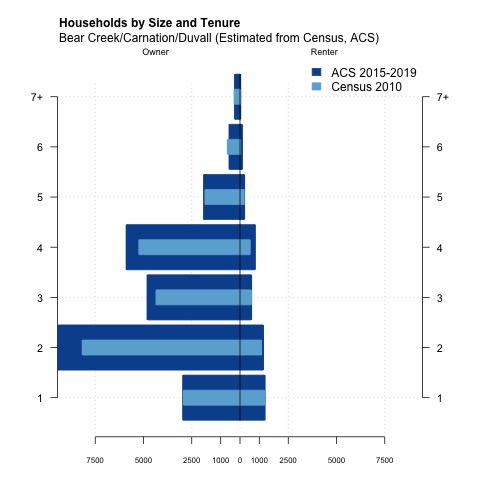 Households by Size and Tenure
Bear Creek/Carnation/Duvall (Estimated from Census, ACS)
Owner Renter
ACS 2015-2019
Census 2010
7+ 7+
6 6
5 5
4 4
3 3
2 2
1 1
7500 5000 2500 1000 0 1000 2500 5000 7500